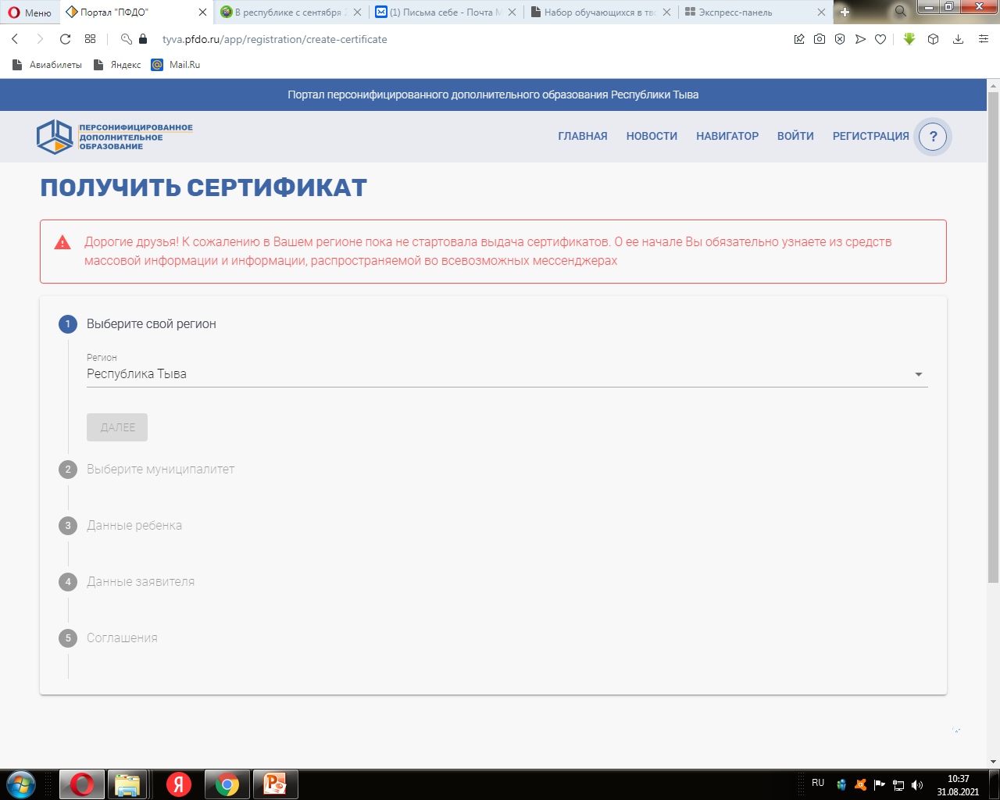 Меню
Портал "ПФДО"
В республике с сентября
(1) Письма себе - Почта М
Набор обучающихся в тво
Экспресс-панель
tyva.pfdo.ru/app/registration/create-certificate
Авиабилеты
Яндекс
Mail.Ru
Портал персонифицированного дополнительного образования Республики Тыва
ПЕРСОНИФИЦИРОВАННОЕ
ДОПОЛНИТЕЛЬНОЕ
ОБРАЗОВАНИЕ
ГЛАВНАЯ
НОВОСТИ
НАВИГАТОР
ВОЙТИ
РЕГИСТРАЦИЯ
?
ПОЛУЧИТЬ СЕРТИФИКАТ
Дорогие друзья! К сожалению в Вашем регионе пока не стартовала выдача сертификатов. О ее начале Вы обязательно узнаете из средств
массовой информации и информации, распространяемой во всевозможных мессенджерах
1 Выберите свой регион
Регион
Республика Тыва
ДАЛЕЕ
2 Выберите муниципалитет
3 Данные ребенка
4 Данные заявителя
5 Соглашения
RU
10:37
31.08.2021